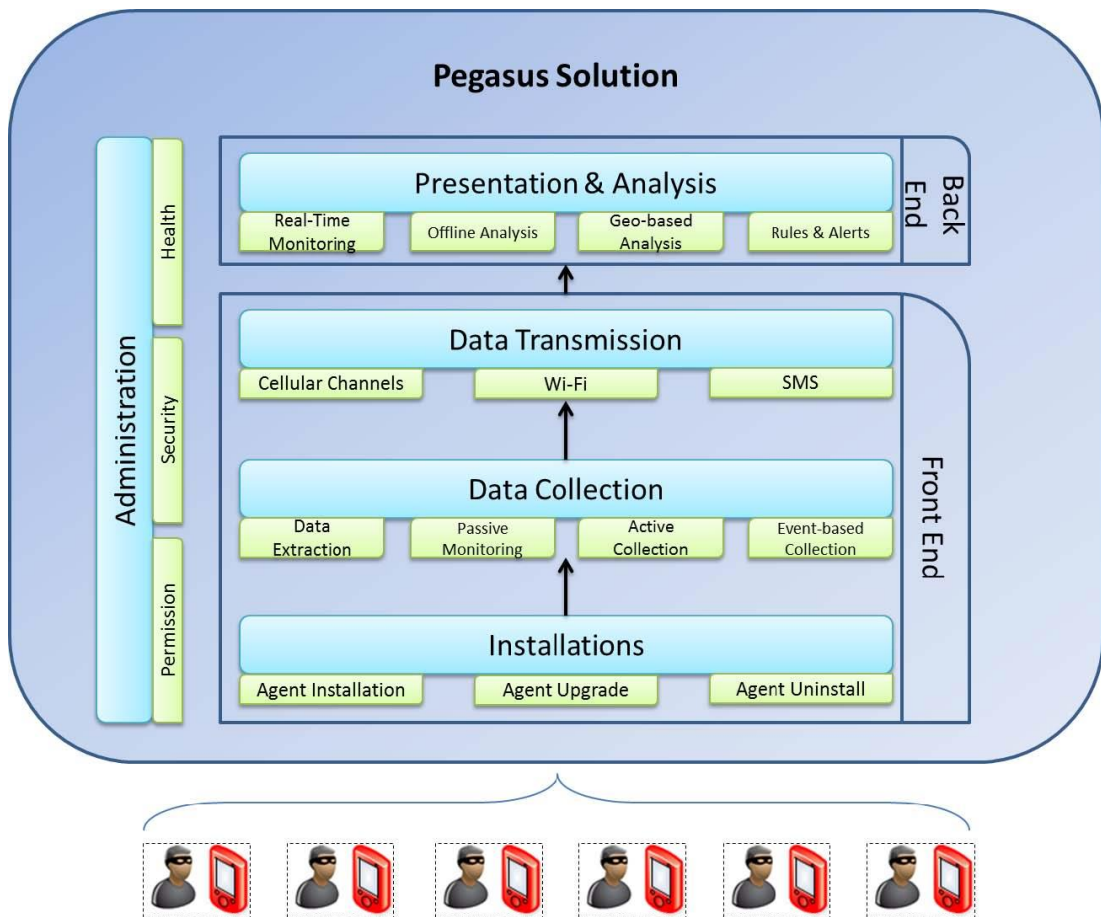 Pegasus Solution
Administration
Health
Security
Permission
Presentation & Analysis
Real-Time
Monitoring
Offline Analysis
Geo-based
Analysis
Rules & Alerts
Back
End
Data Transmission
Cellular Channels
Wi-Fi
SMS
Data Collection
Data
Extraction
Passive
Monitoring
Active
Collection
Event-based
Collection
Installations
Agent Installation
Agent Upgrade
Agent Uninstall
Front End